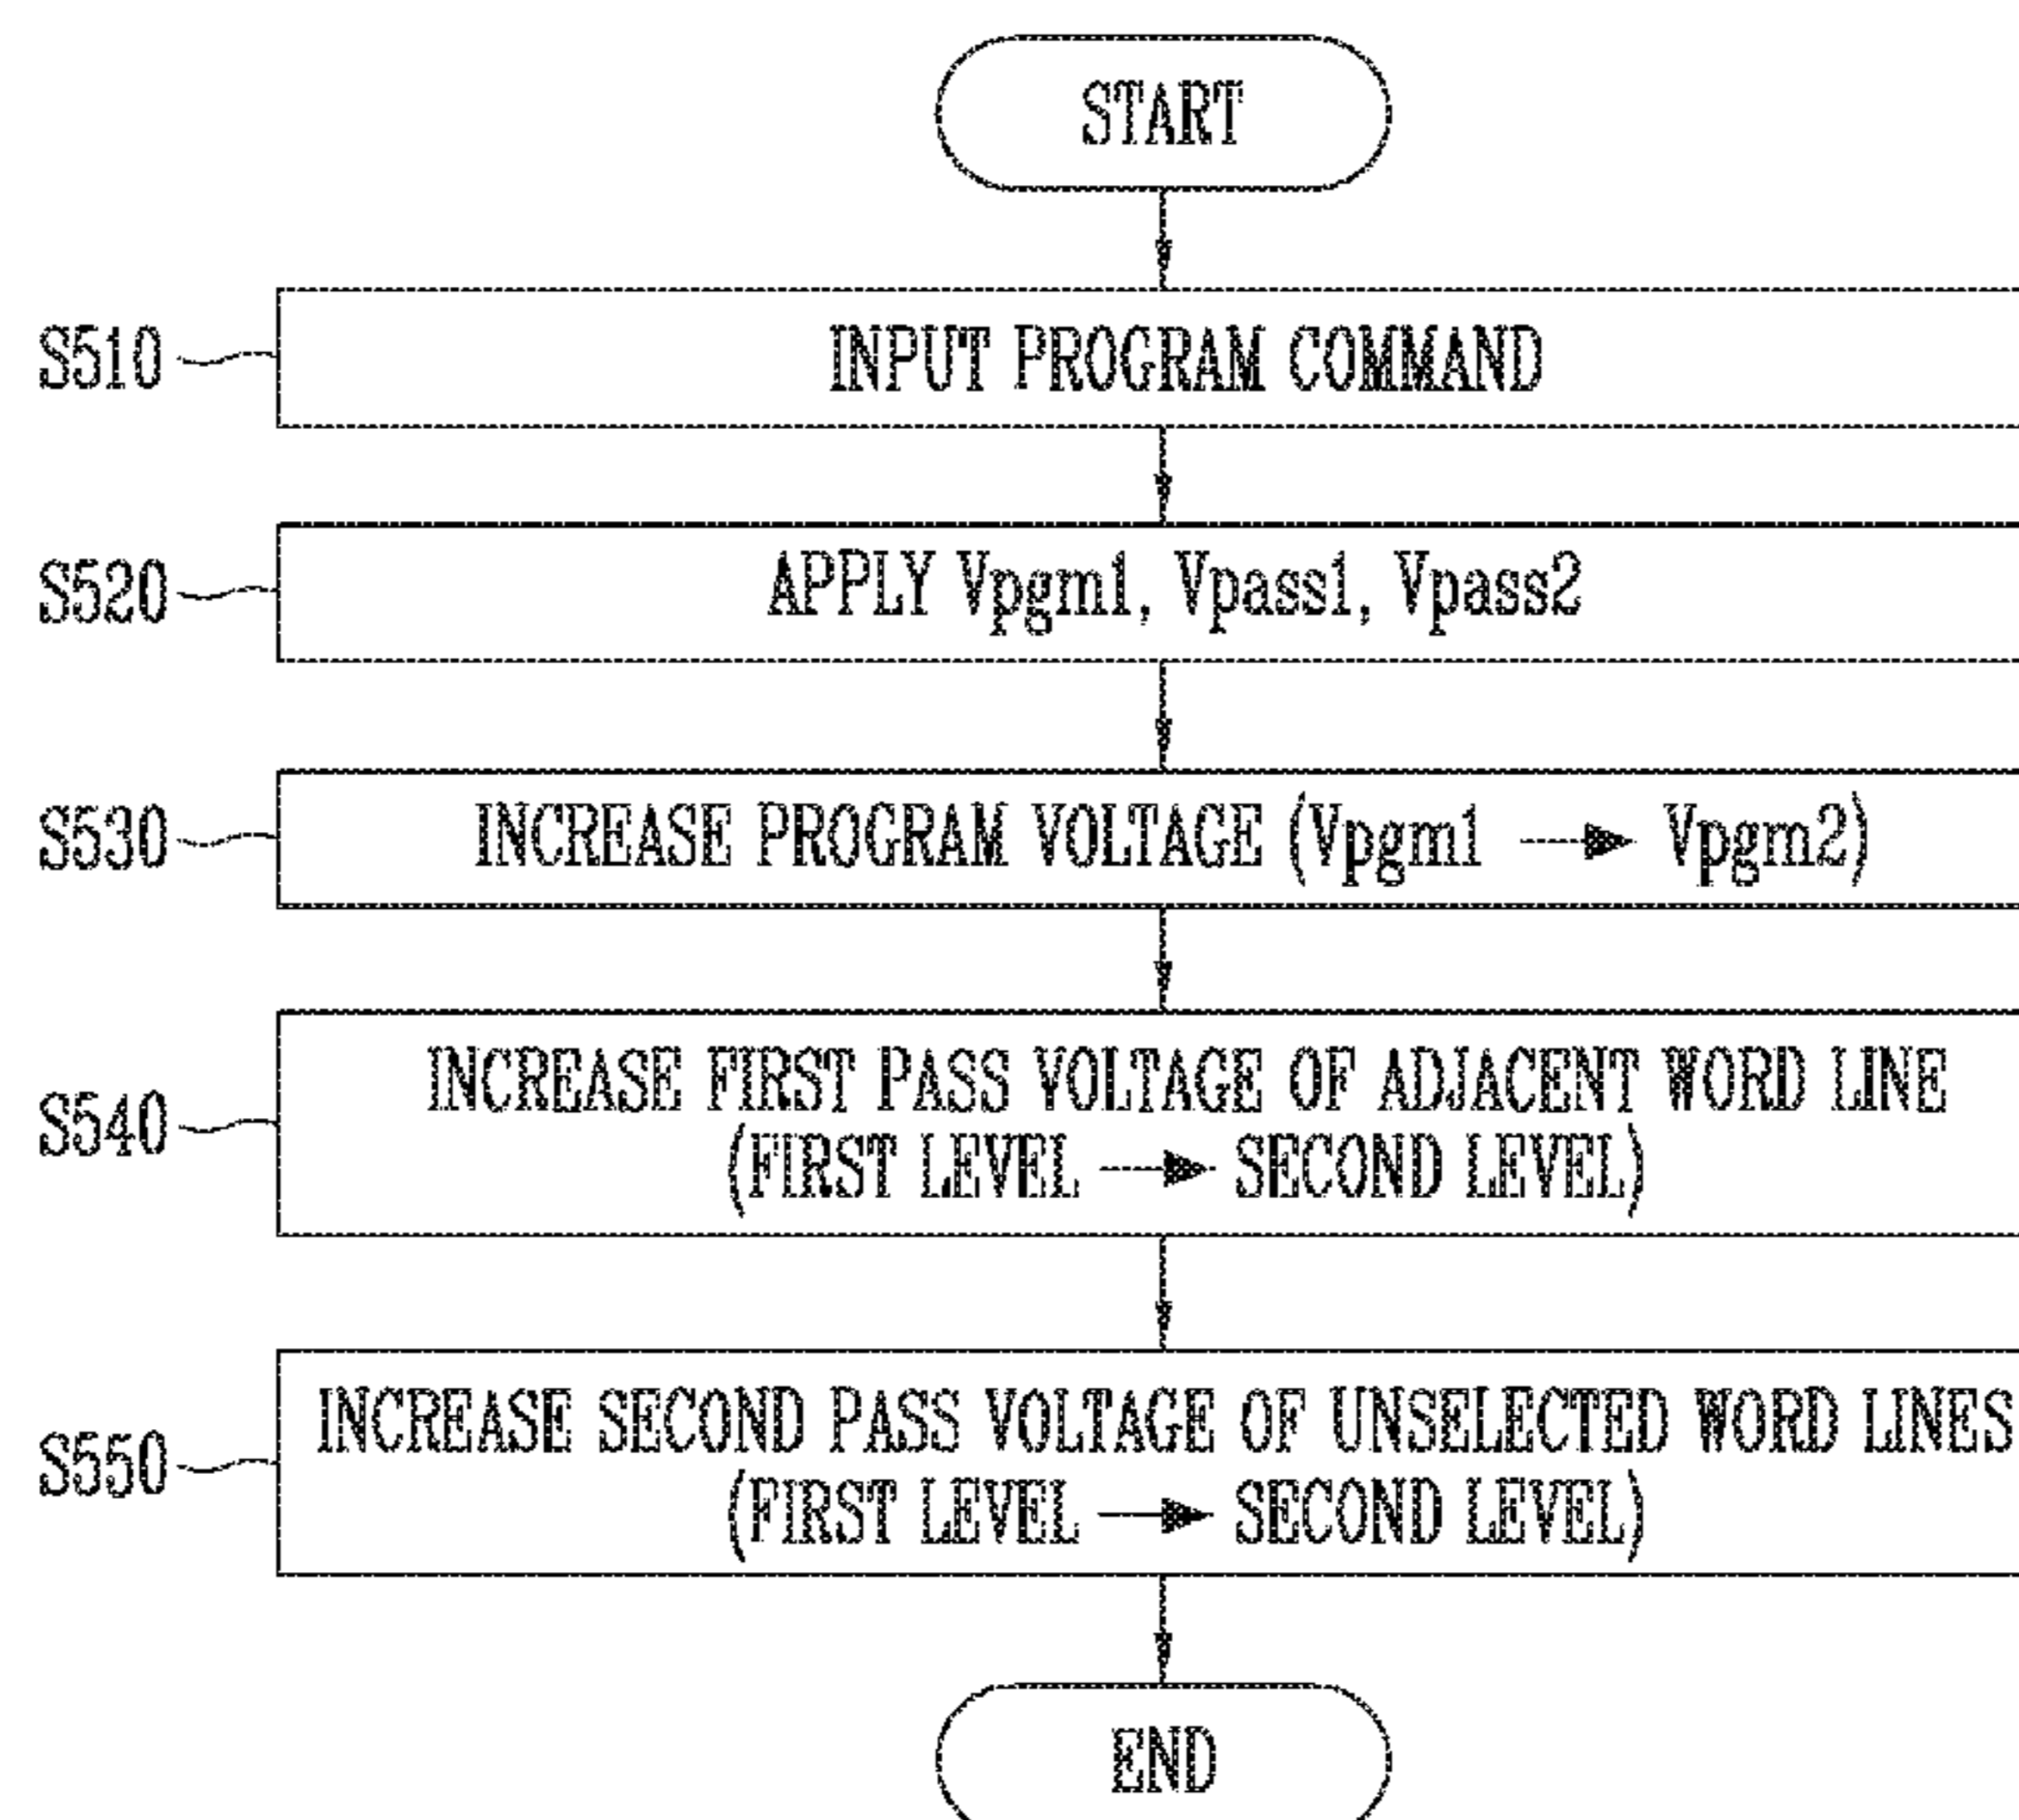 START
S510
INPUT PROGRAM COMMAND
S520
APPLY Vpgm1, Vpass1, Vpass2
S530
INCREASE PROGRAM VOLTAGE (Vpgm1 → Vpgm2)
S540
INCREASE FIRST PASS VOLTAGE OF ADJACENT WORD LINE
(FIRST LEVEL → SECOND LEVEL)
S550
INCREASE SECOND PASS VOLTAGE OF UNSELECTED WORD LINES
(FIRST LEVEL → SECOND LEVEL)
END